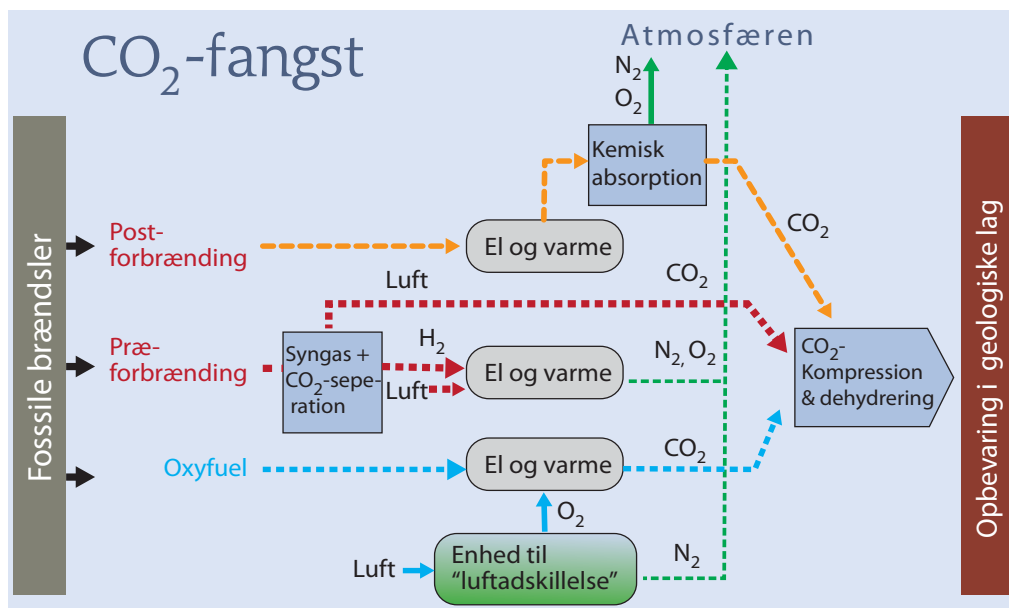 CO₂-fangst
Atmosfæren
N₂
O₂
Kemisk
absorption
Fosssile brændsler
Post-
forbrænding
El og varme
CO₂
Luft
CO₂
Præ-
forbrænding
Syngas +
CO₂-sepe-
ration
H₂
Luft
El og varme
N₂, O₂
CO₂-
Kompression
& dehydrering
Opbevaring i geologiske lag
Oxyfuel
El og varme
CO₂
O₂
Luft
Enhed til
“luftadskillelse”
N₂